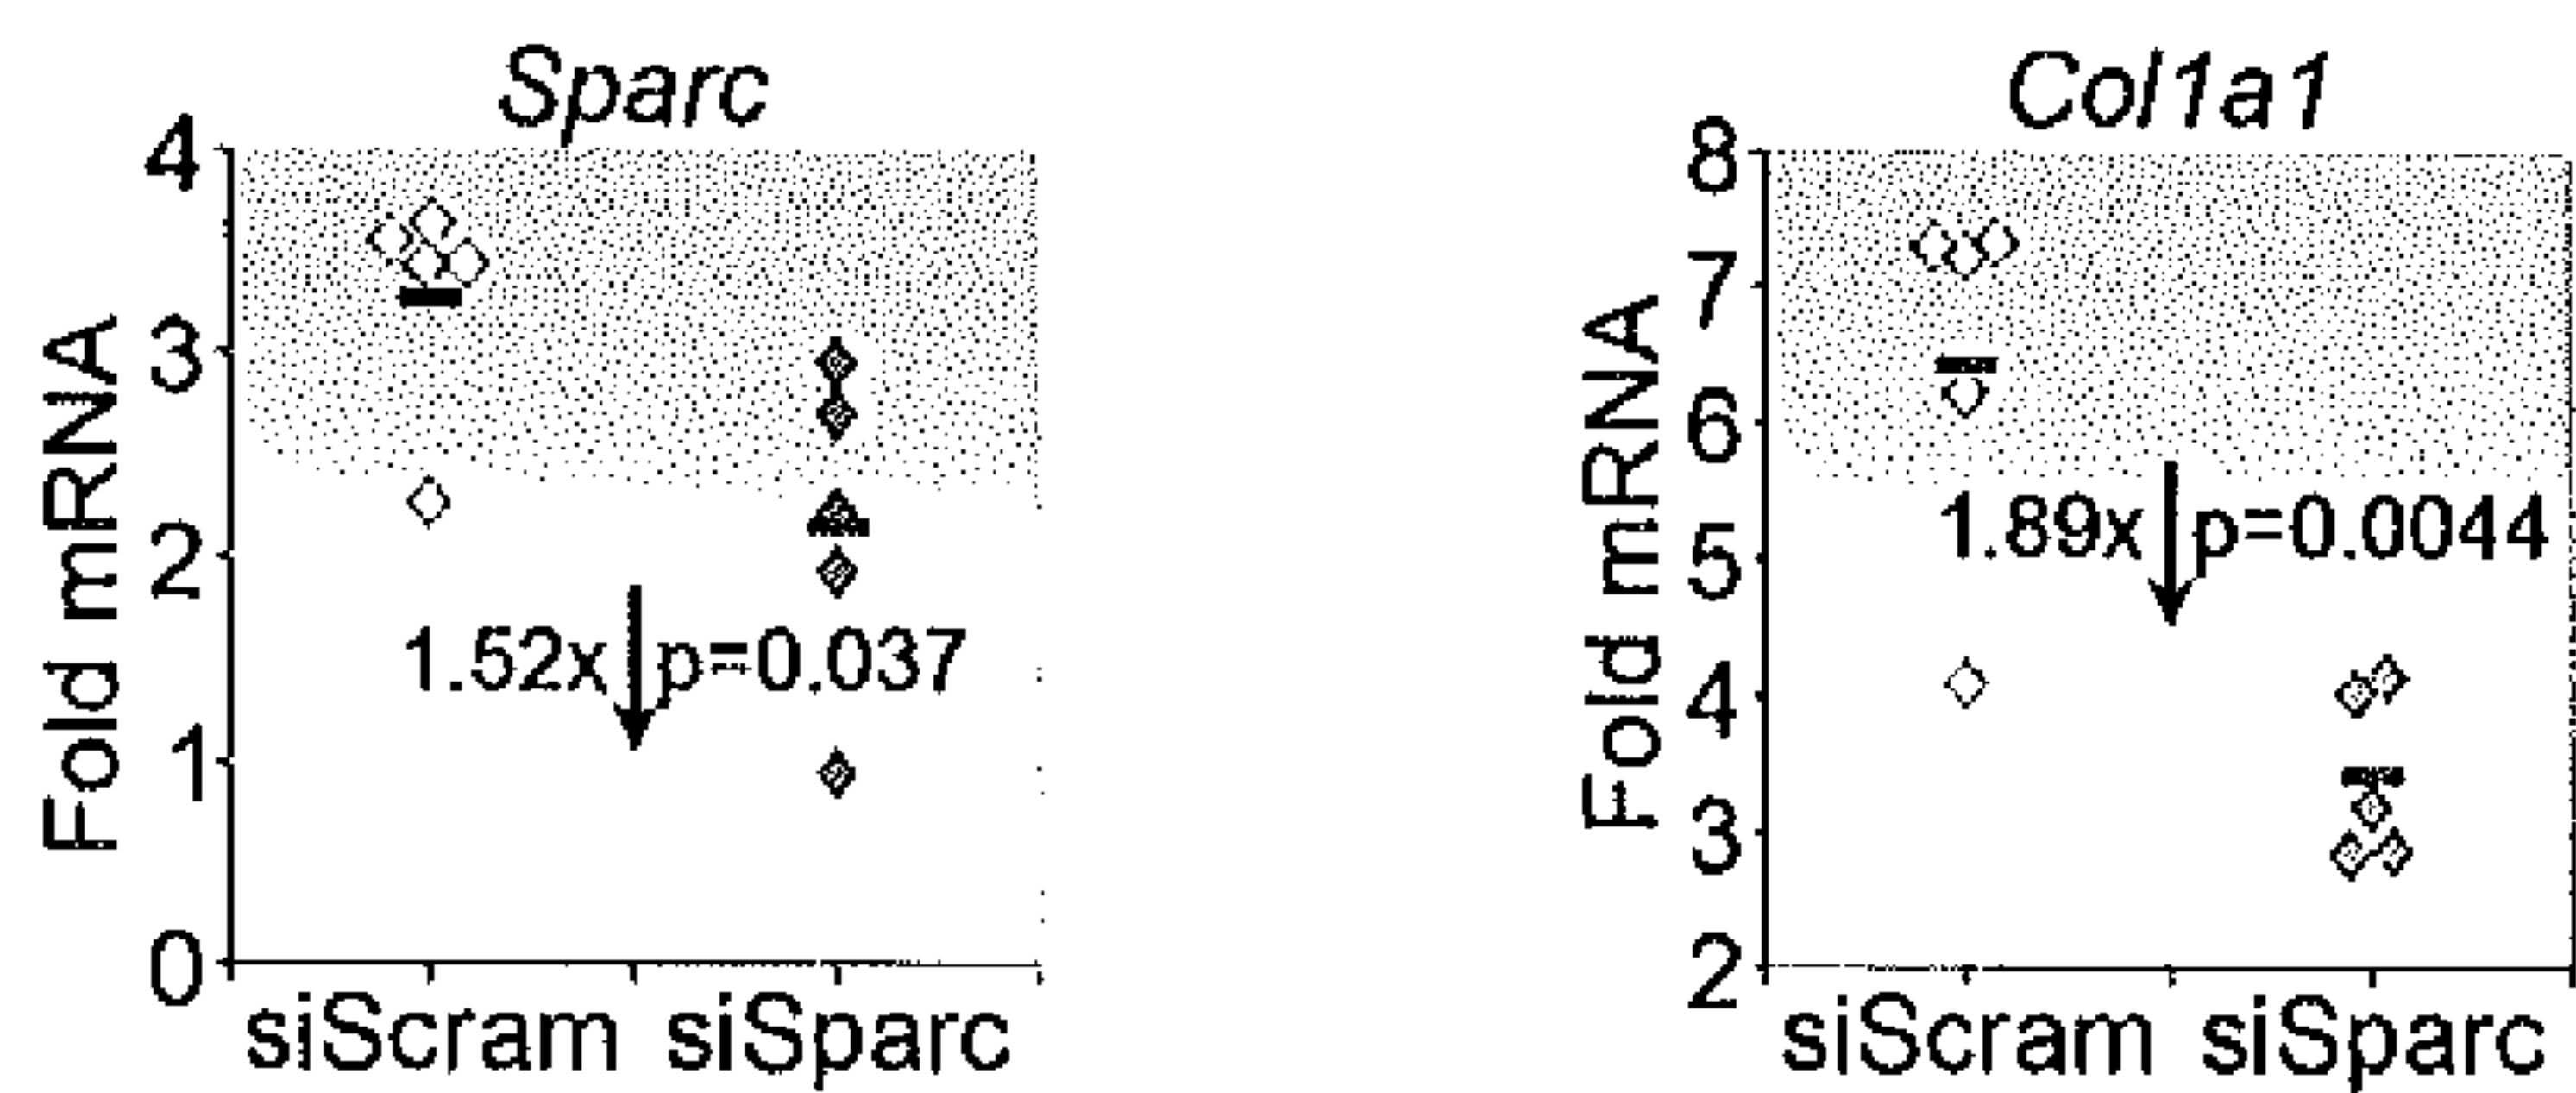 Sparc
Fold mRNA
4
3
2
1
0
1.52x p=0.037
siScram siSparc
Col1a1
Fold mRNA
8
7
6
5
4
3
2
1.89x p=0.0044
siScram siSparc